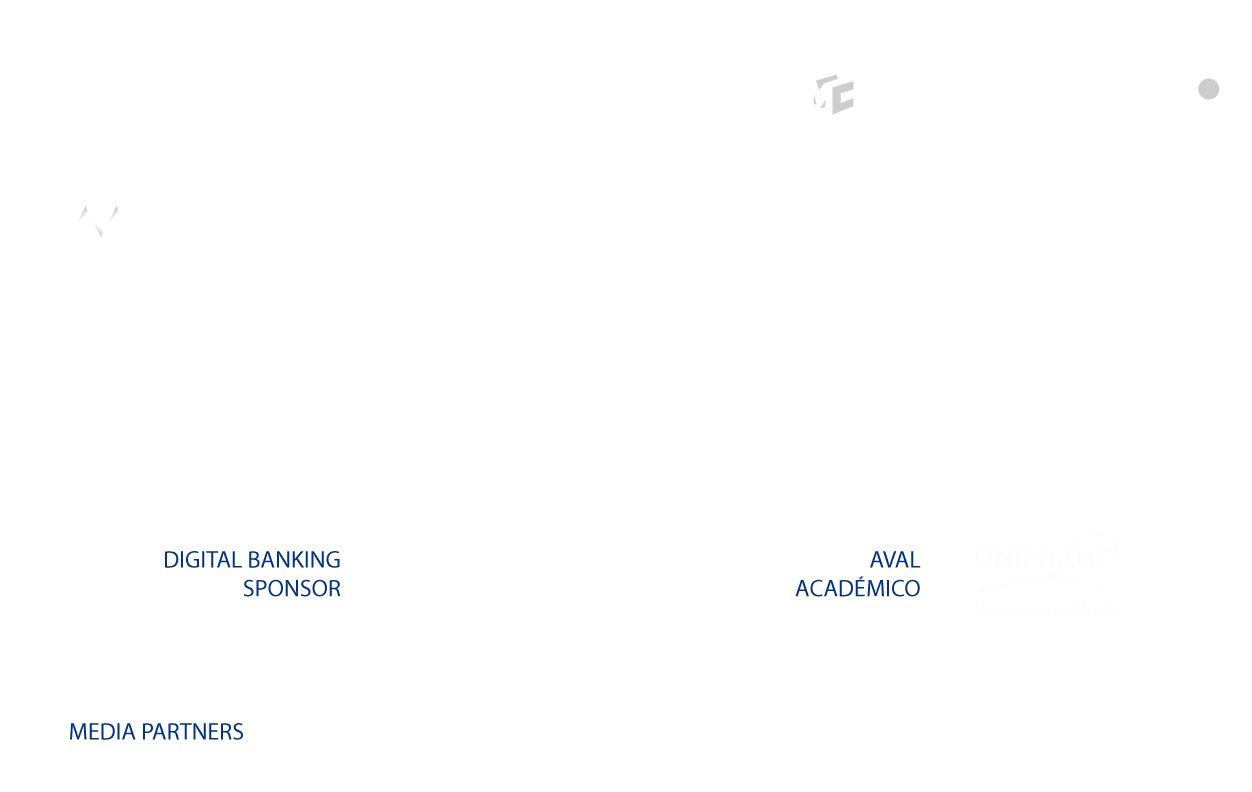 DIGITAL BANKING
SPONSOR
AVAL
ACADÉMICO
UNIFRANZ
MEDIA PARTNERS